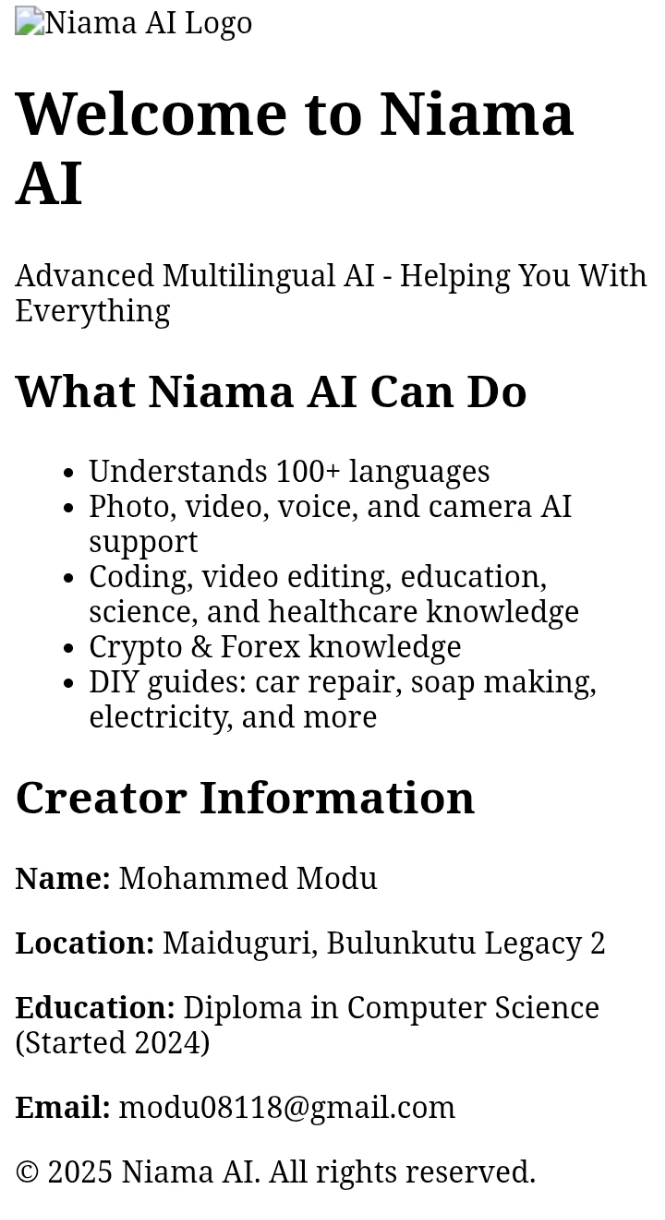 Niama AI Logo
Welcome to Niama
AI
Advanced Multilingual AI - Helping You With
Everything
What Niama AI Can Do
• Understands 100+ languages
• Photo, video, voice, and camera AI
support
• Coding, video editing, education,
science, and healthcare knowledge
• Crypto & Forex knowledge
• DIY guides: car repair, soap making,
electricity, and more
Creator Information
Name: Mohammed Modu
Location: Maiduguri, Bulunkutu Legacy 2
Education: Diploma in Computer Science
(Started 2024)
Email: modu08118@gmail.com
© 2025 Niama AI. All rights reserved.